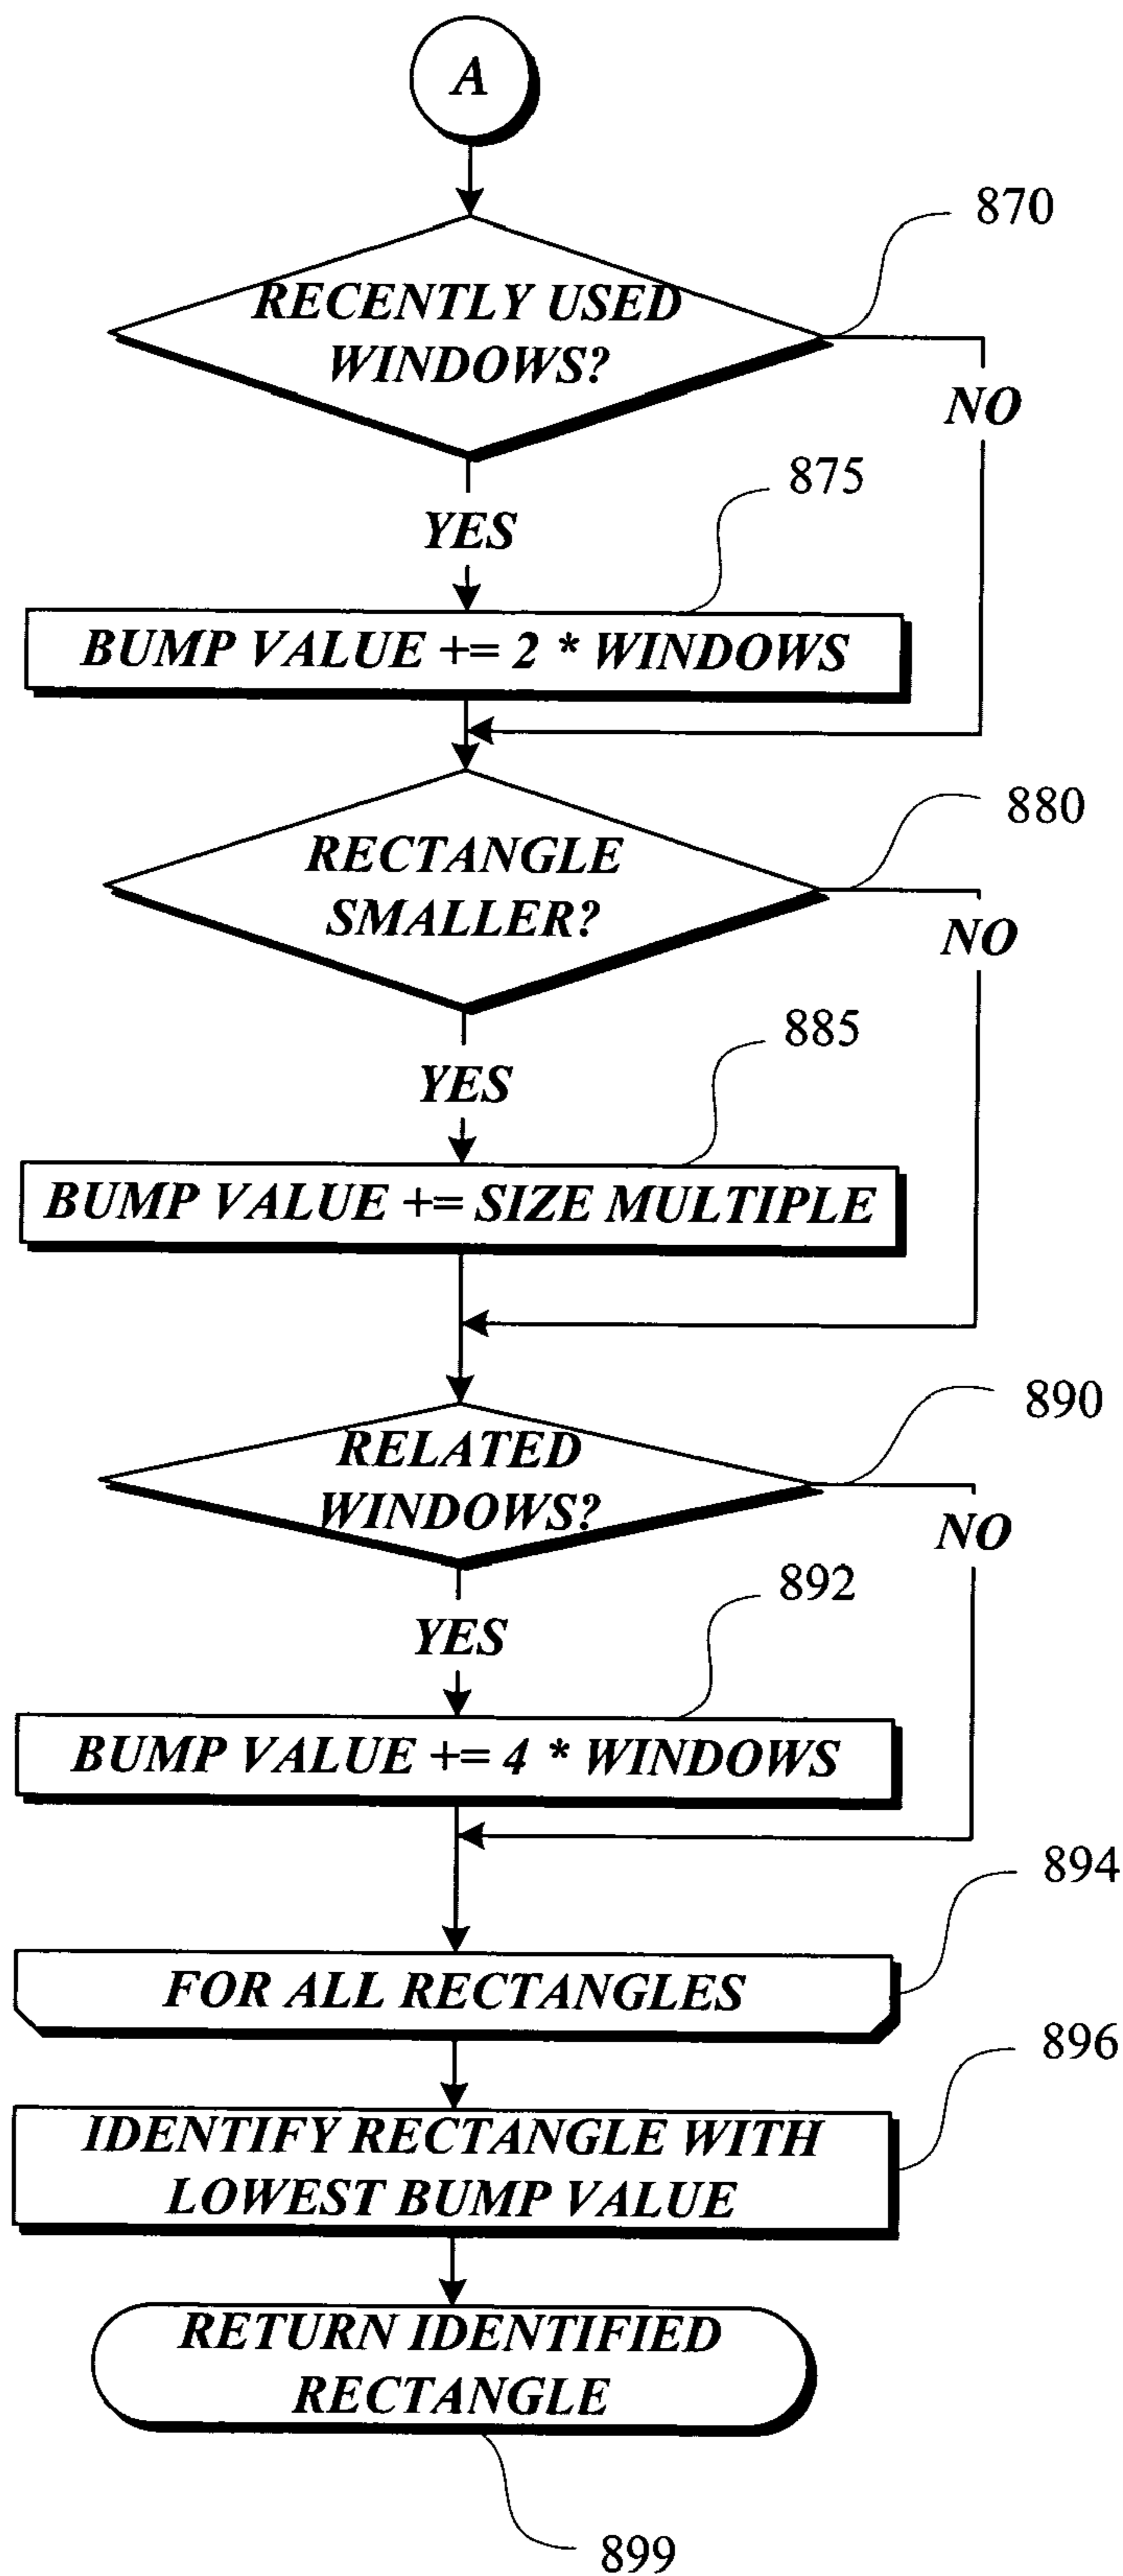 A
870
RECENTLY USED
WINDOWS?
NO
875
YES
BUMP VALUE += 2 * WINDOWS
880
RECTANGLE
SMALLER?
NO
885
YES
BUMP VALUE += SIZE MULTIPLE
890
RELATED
WINDOWS?
NO
892
YES
BUMP VALUE += 4 * WINDOWS
894
FOR ALL RECTANGLES
896
IDENTIFY RECTANGLE WITH
LOWEST BUMP VALUE
RETURN IDENTIFIED
RECTANGLE
899